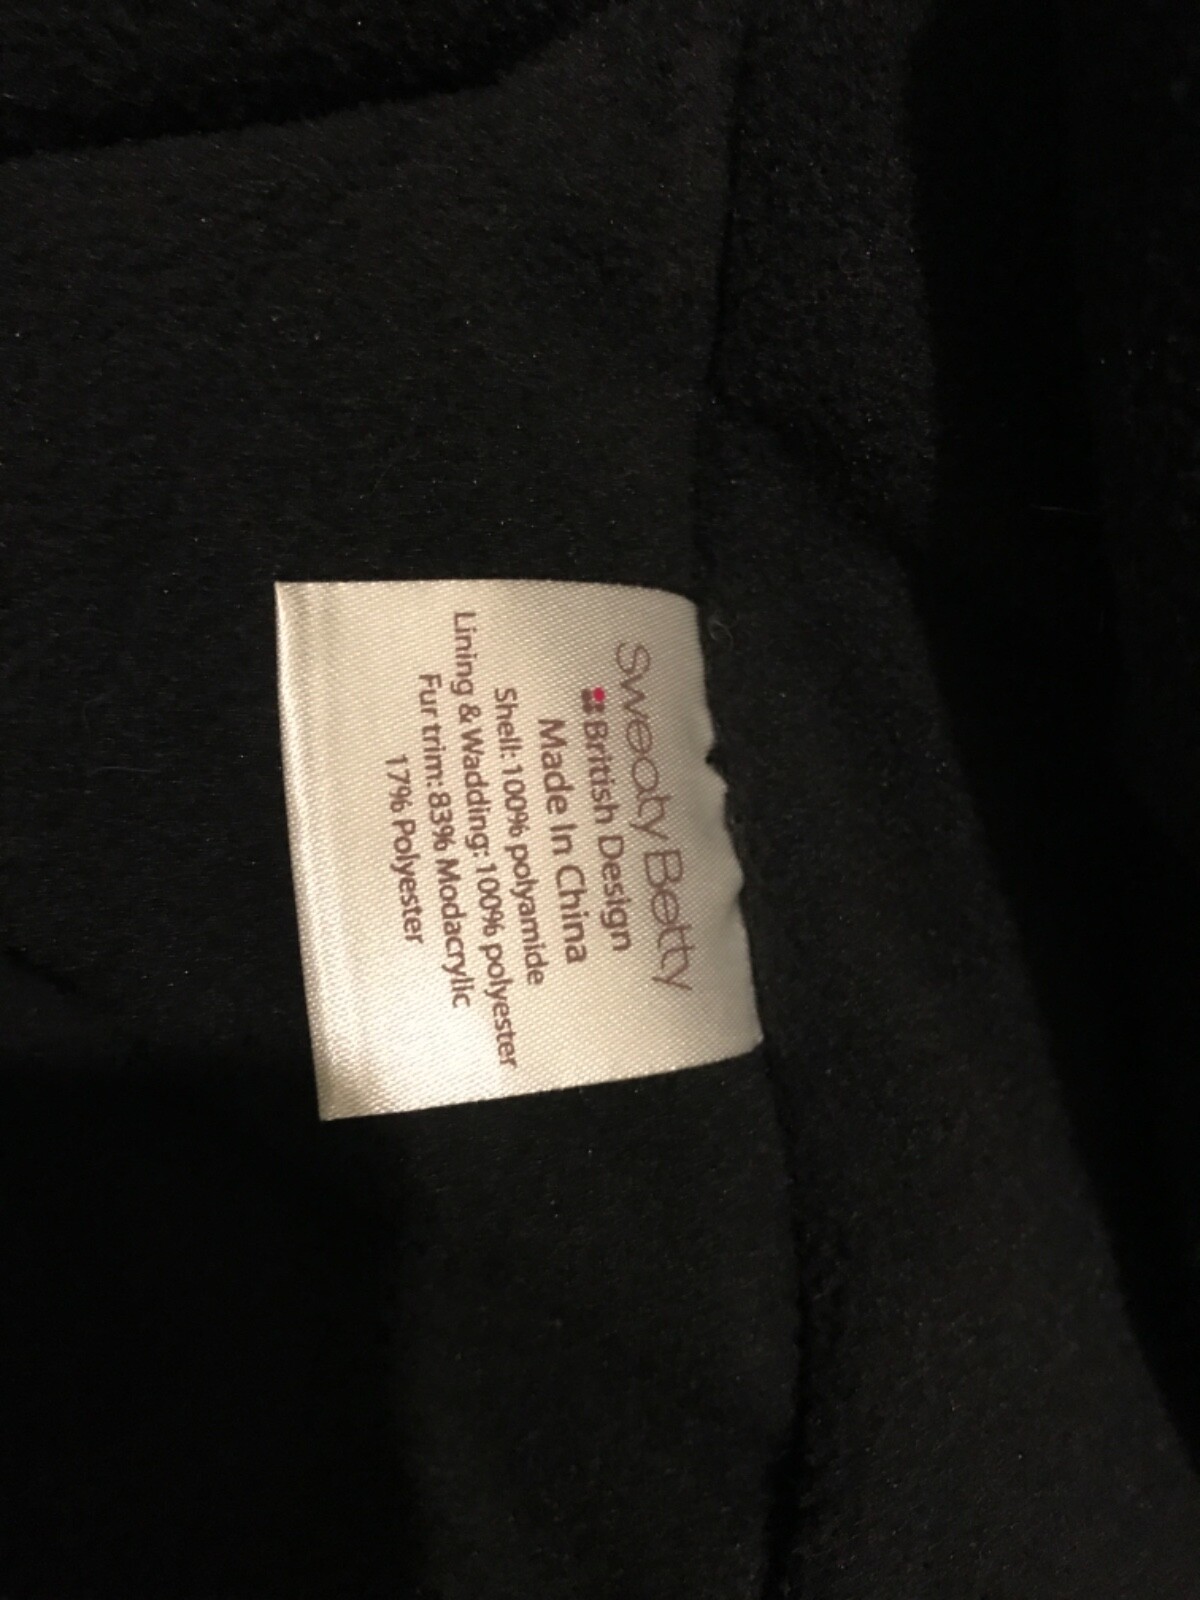 Sweaty Betty
British Design
Made In China
Shell: 100% polyamide
Lining & Wadding: 100% polyester
Fur trim: 83% Modacrylic
17% Polyester